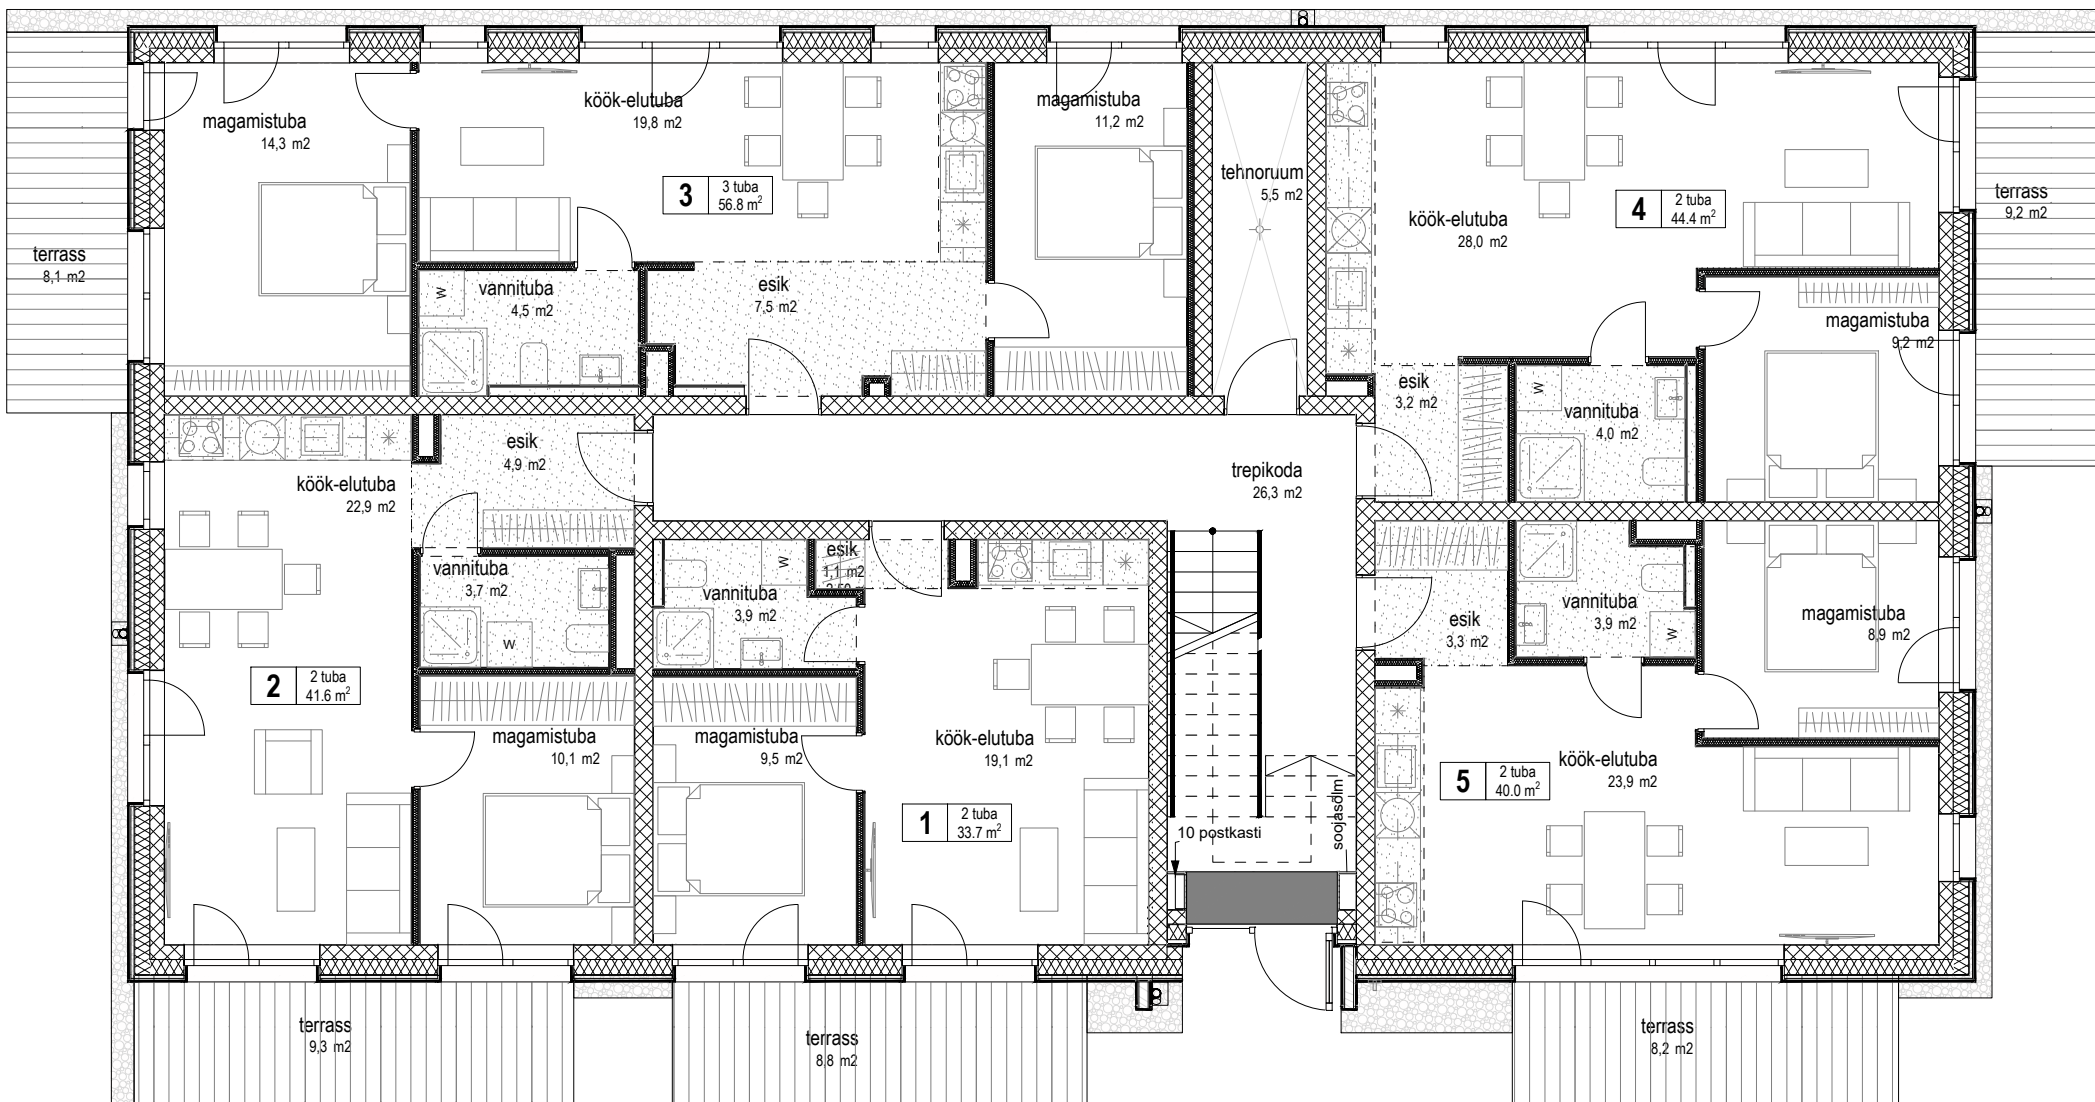 magamistuba
14,3 m2
köök-elutuba
19,8 m2
3
3 tuba
56.8 m²
magamistuba
11,2 m2
tehnoruum
5,5 m2
köök-elutuba
28,0 m2
4
2 tuba
44.4 m²
terrass
9,2 m2
terrass
8,1 m2
W
vannituba
4,5 m2
esik
7,5 m2
magamistuba
9,2 m2
esik
3,2 m2
W
vannituba
4,0 m2
esik
4,9 m2
köök-elutuba
22,9 m2
trepikoda
26,3 m2
vannituba
3,7 m2
W
vannituba
3,9 m2
W
esik
1,1 m2
esik
3,3 m2
vannituba
3,9 m2
W
magamistuba
8,9 m2
2
2 tuba
41.6 m²
magamistuba
10,1 m2
magamistuba
9,5 m2
köök-elutuba
19,1 m2
1
2 tuba
33.7 m²
10 postkasti
soojasõlm
5
2 tuba
40.0 m²
köök-elutuba
23,9 m2
terrass
9,3 m2
terrass
8,8 m2
terrass
8,2 m2